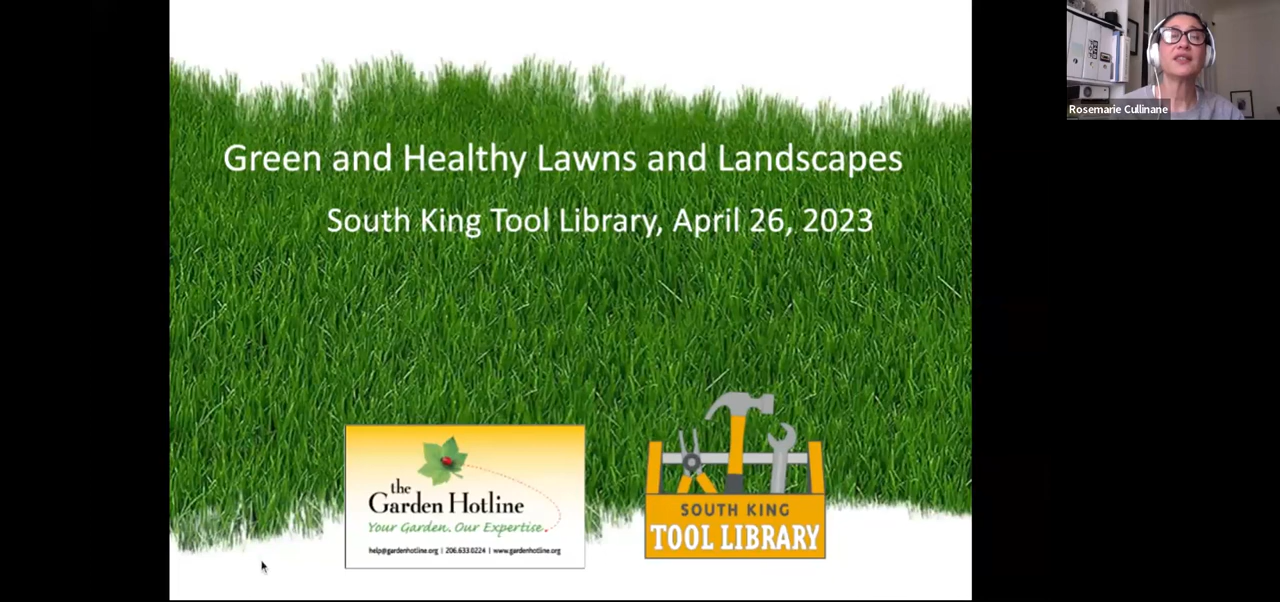 Green and Healthy Lawns and Landscapes
South King Tool Library, April 26, 2023
Rosemarie Cullinane
the
Garden Hotline
Your Garden. Our Expertise.
help@gardenhotline.org | 206.633.0224 | www.gardenhotline.org
SOUTH KING
TOOL LIBRARY